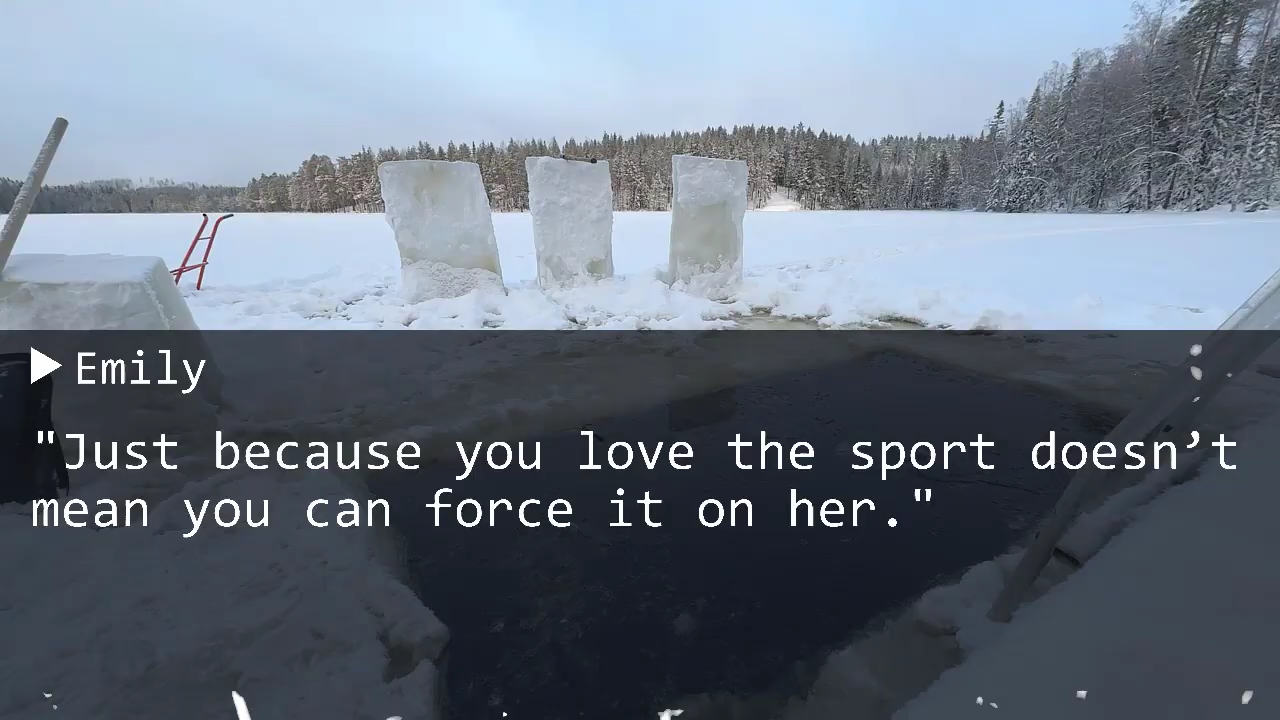 Emily
"Just because you love the sport doesn’t
mean you can force it on her."